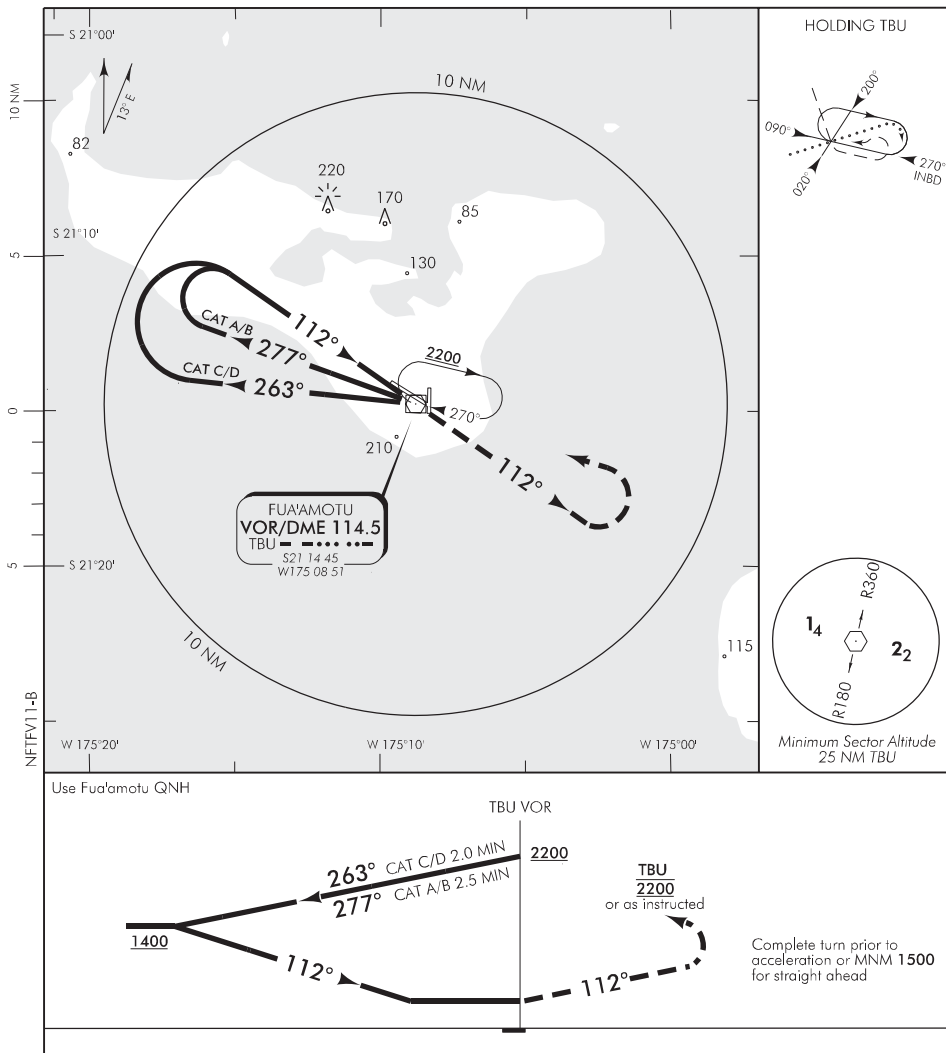 S 21°00'
10 NM
13° E
10 NM
82
220
170
85
S 21°10'
5
130
CAT A/B
112°
277°
2200
CAT C/D
263°
0
270°
210
112°
FUA'AMOTU
VOR/DME 114.5
TBU
S21 14 45
W175 08 51
5
S 21°20'
10 NM
115
NFTFV11-B
W 175°20'
W 175°10'
W 175°00'
HOLDING TBU
200°
090°
020°
270°
INBD
R360
14
22
R180
Minimum Sector Altitude
25 NM TBU
Use Fua'amotu QNH
TBU VOR
263° CAT C/D 2.0 MIN
2200
277° CAT A/B 2.5 MIN
TBU
2200
or as instructed
1400
112°
112°
Complete turn prior to
acceleration or MNM 1500
for straight ahead